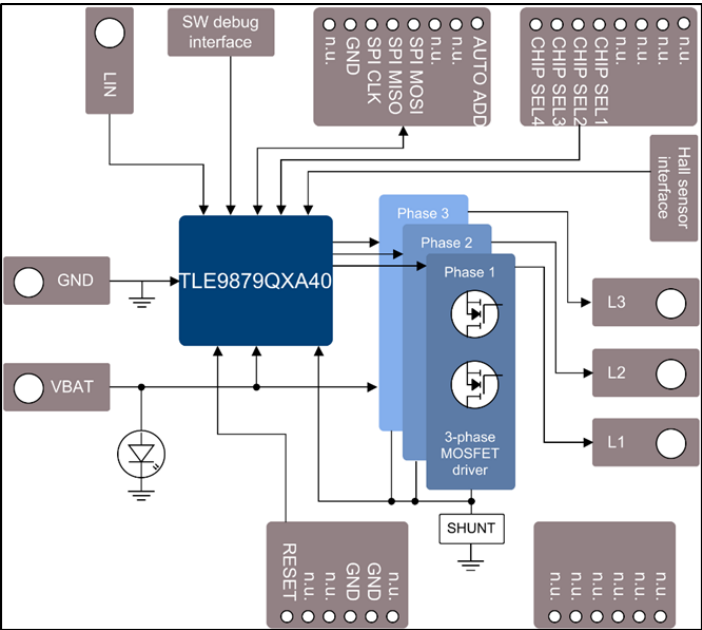 LIN
SW debug
interface
n.u.
GND
SPI CLK
SPI MISO
SPI MOSI
n.u.
n.u.
AUTO ADD
CHIP SEL4
CHIP SEL3
CHIP SEL2
CHIP SEL1
n.u.
n.u.
n.u.
n.u.
Hall sensor
interface
Phase 3
Phase 2
Phase 1
TLE9879QXA40
GND
VBAT
L3
L2
L1
3-phase
MOSFET
driver
SHUNT
RESET
n.u.
n.u.
GND
GND
n.u.
n.u.
n.u.
n.u.
n.u.
n.u.
n.u.